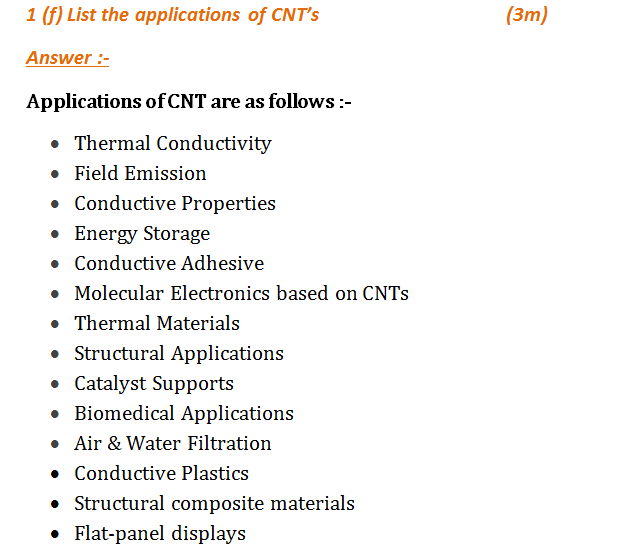 1 (f) List the applications of CNT's (3m)
Answer :-
Applications of CNT are as follows :-
• Thermal Conductivity
• Field Emission
• Conductive Properties
• Energy Storage
• Conductive Adhesive
• Molecular Electronics based on CNTs
• Thermal Materials
• Structural Applications
• Catalyst Supports
• Biomedical Applications
• Air & Water Filtration
• Conductive Plastics
• Structural composite materials
• Flat-panel displays